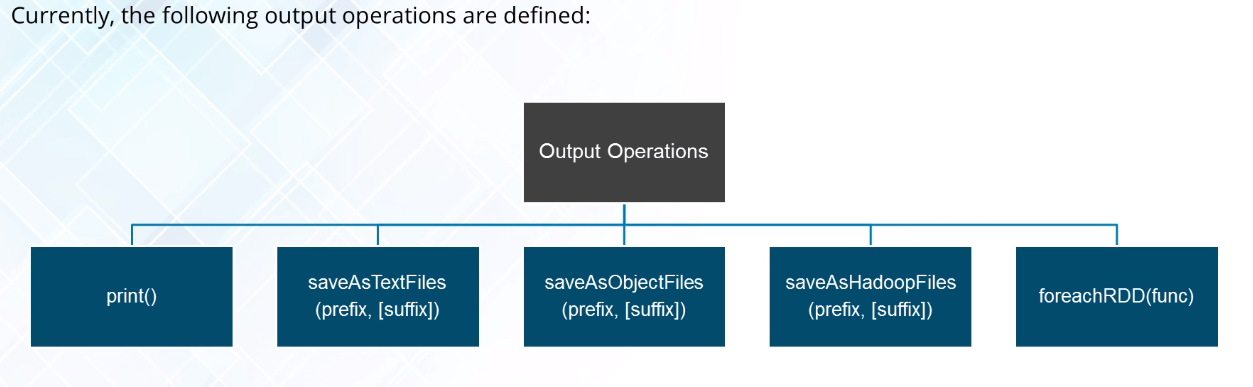 Currently, the following output operations are defined:
Output Operations
print()
saveAsTextFiles
(prefix, [suffix])
saveAsObjectFiles
(prefix, [suffix])
saveAsHadoopFiles
(prefix, [suffix])
foreachRDD(func)